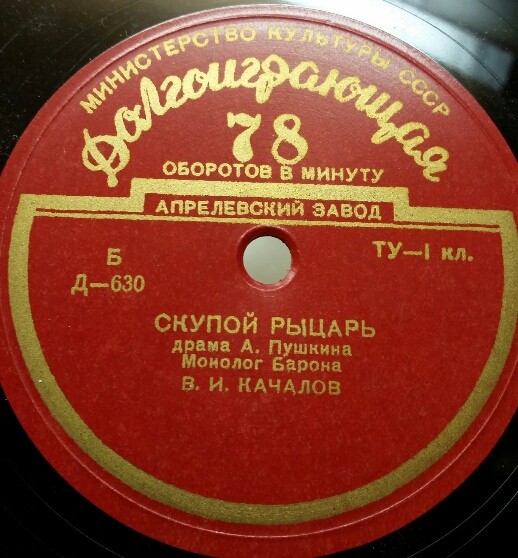 МИНИСТЕРСТВО КУЛЬТУРЫ СССР
Долгоиграющая
78
ОБОРОТОВ В МИНУТУ
АПРЕЛЕВСКИЙ ЗАВОД
Б
Д—630
ТУ—I кл.
СКУПОЙ РЫЦАРЬ
драма А. Пушкина
Монолог Барона
В. И. КАЧАЛОВ